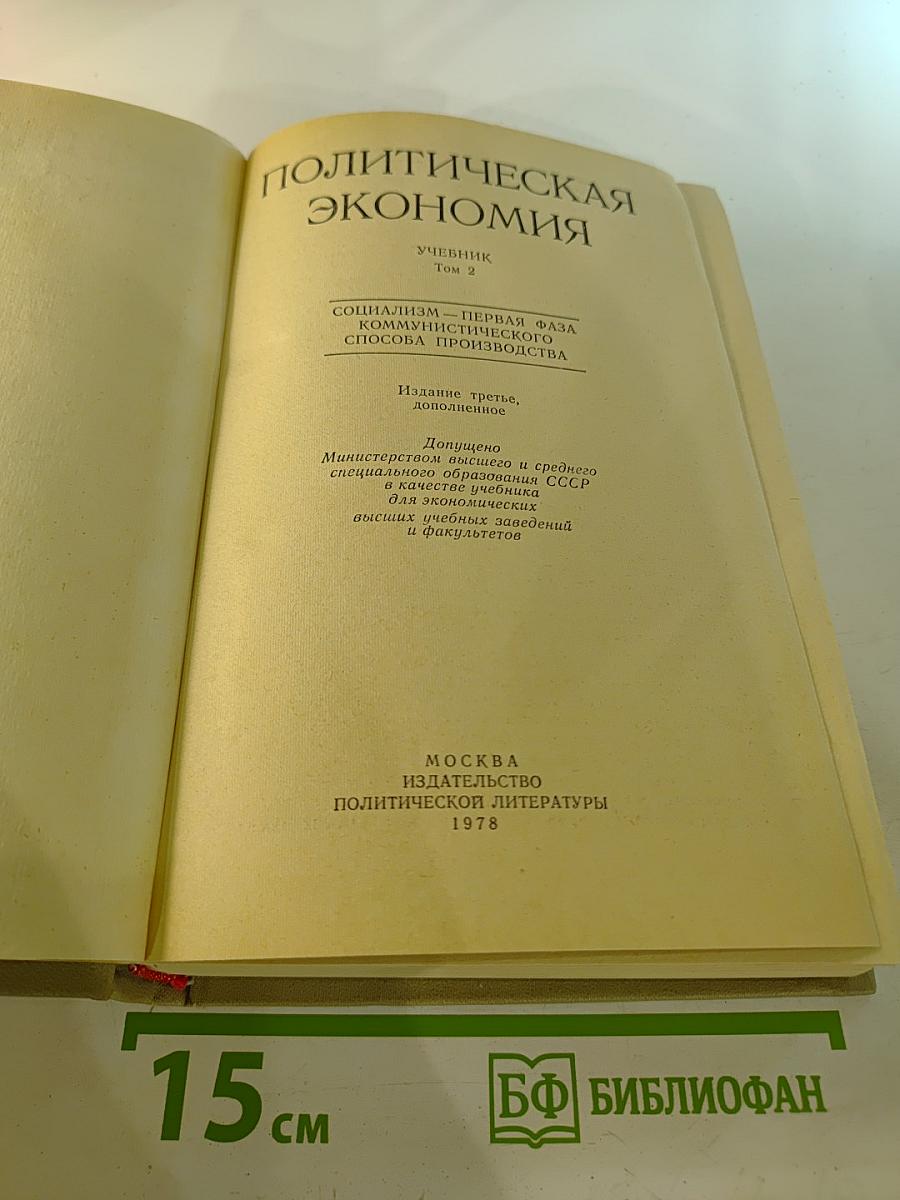 ПОЛИТИЧЕСКАЯ
ЭКОНОМИЯ
УЧЕБНИК
Том 2
СОЦИАЛИЗМ — ПЕРВАЯ ФАЗА
КОММУНИСТИЧЕСКОГО
СПОСОБА ПРОИЗВОДСТВА
Издание третье,
дополненное
Допущено
Министерством высшего и среднего
специального образования СССР
в качестве учебника
для экономических
высших учебных заведений
и факультетов
МОСКВА
ИЗДАТЕЛЬСТВО
ПОЛИТИЧЕСКОЙ ЛИТЕРАТУРЫ
1978
15 см
БФ БИБЛИОФАН